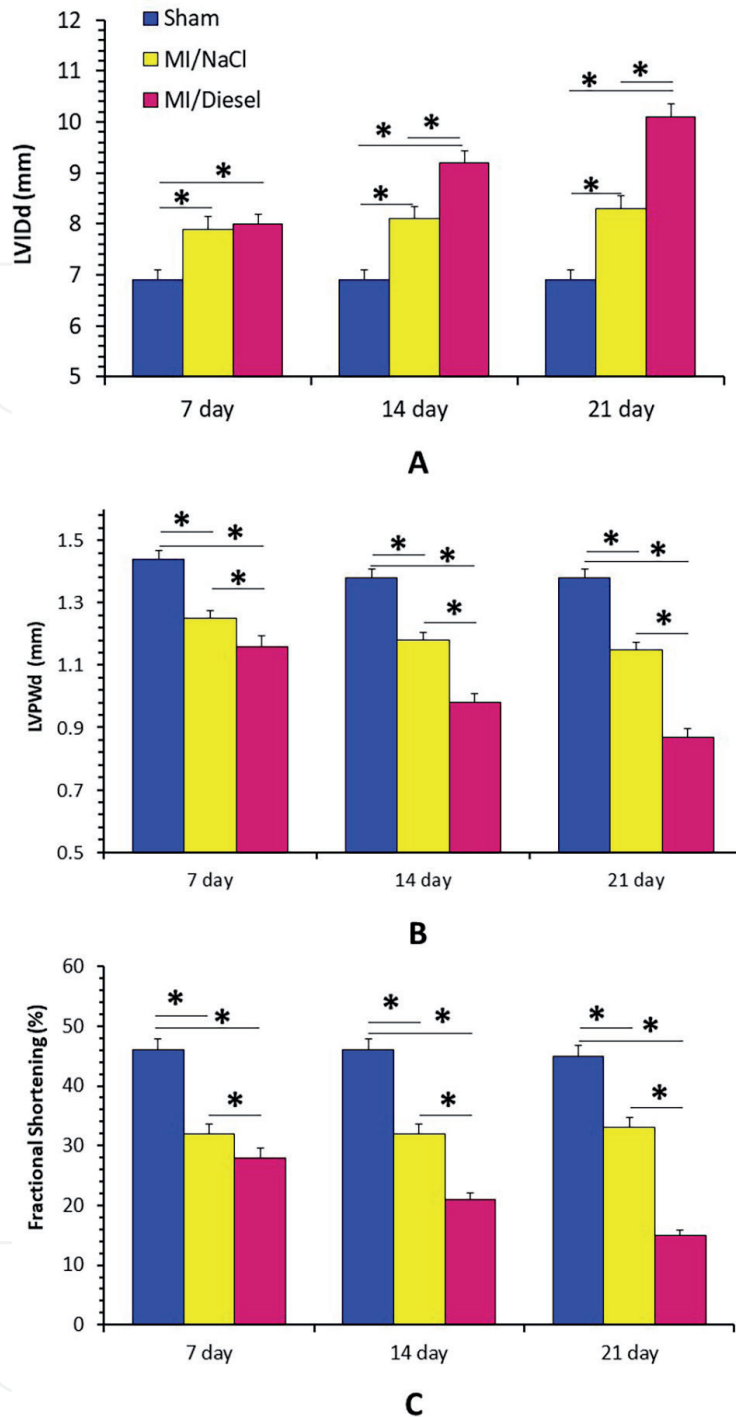 12
11
10
9
8
7
6
5
LVIDd (mm)
Sham
MI/NaCl
MI/Diesel
* * * * * * * *
7 day 14 day 21 day
A
1.5
1.3
1.1
0.9
0.7
0.5
LVPWd (mm)
* * * * * * * * *
7 day 14 day 21 day
B
60
50
40
30
20
10
0
Fractional Shortening (%)
* * * * * * * * *
7 day 14 day 21 day
C